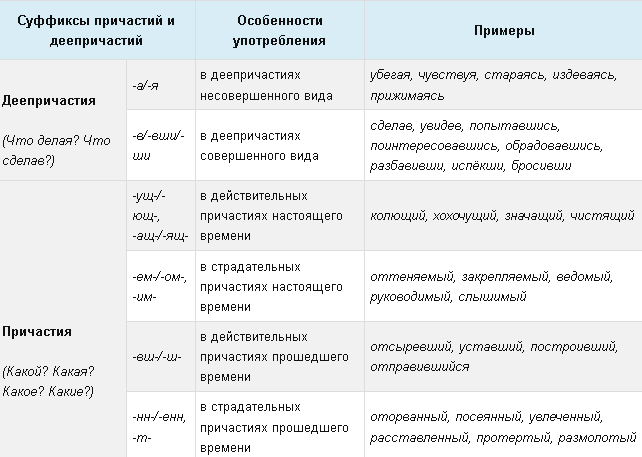 Суффиксы причастий и деепричастий
Особенности употребления
Примеры
Деепричастия
(Что делая? Что сделав?)
-а/-я
в деепричастиях несовершенного вида
убегая, чувствуя, стараясь, издеваясь, прижимаясь
-в/-вши/-ши
в деепричастиях совершенного вида
сделав, увидев, попытавшись, поинтересовавшись, обрадовавшись, разбавивши, испёкши, бросивши
Причастия
(Какой? Какая? Какое? Какие?)
-ущ-/-ющ-, -ащ-/-ящ-
в действительных причастиях настоящего времени
колющий, хохочущий, значащий, чистящий
-ем-/-ом-, -им-
в страдательных причастиях настоящего времени
оттеняемый, закрепляемый, ведомый, руководимый, слышимый
-вш-/-ш-
в действительных причастиях прошедшего времени
отсыревший, уставший, построивший, отправившийся
-нн-/-енн, -т-
в страдательных причастиях прошедшего времени
оторванный, посеянный, увлеченный, расставленный, протертый, размолотый